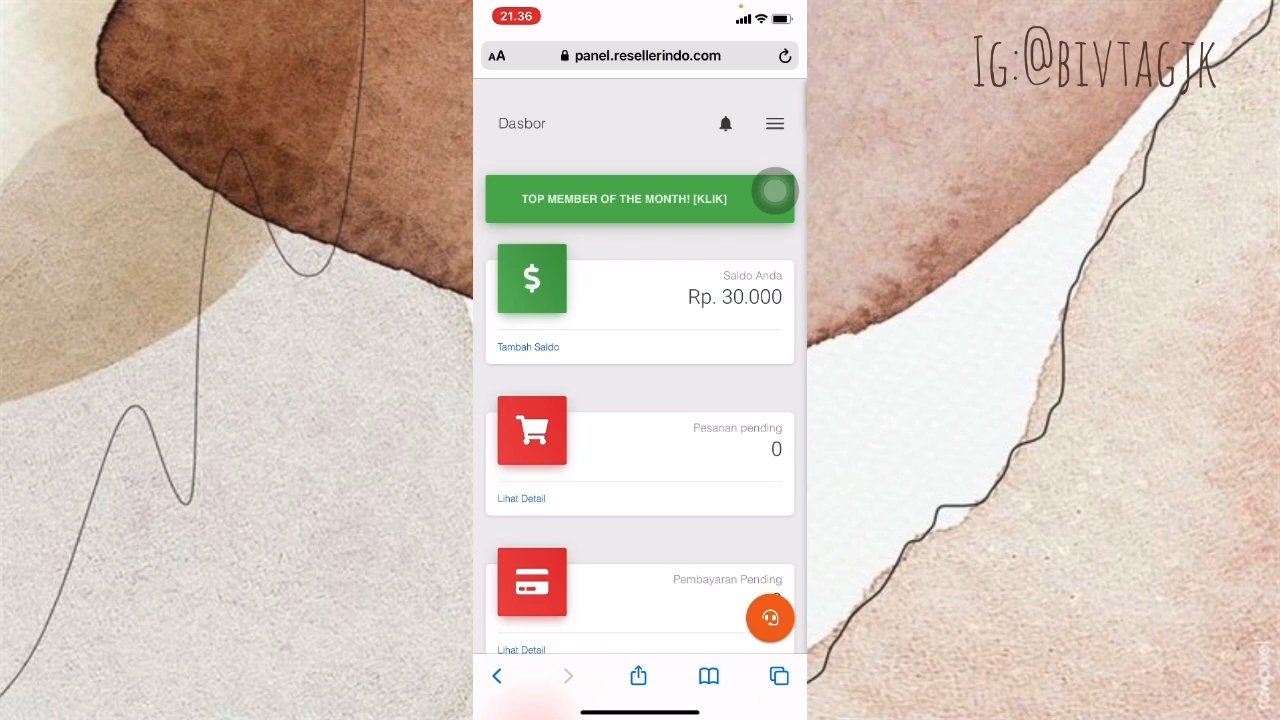 Ig:@bivtagjk
21.36
AA
panel.resellerindo.com
Dasbor
TOP MEMBER OF THE MONTH! [KLIK]
Saldo Anda
Rp. 30.000
Tambah Saldo
Pesanan pending
0
Lihat Detail
Pembayaran Pending
Lihat Detail